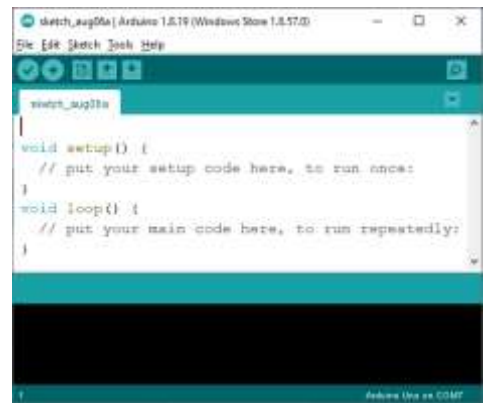 sketch_aug08a | Arduino 1.8.19 (Windows Store 1.8.57.0)
File Edit Sketch Tools Help
void setup() {
// put your setup code here, to run once:
}
void loop() {
// put your main code here, to run repeatedly:
}
1
Arduino Uno on COM7